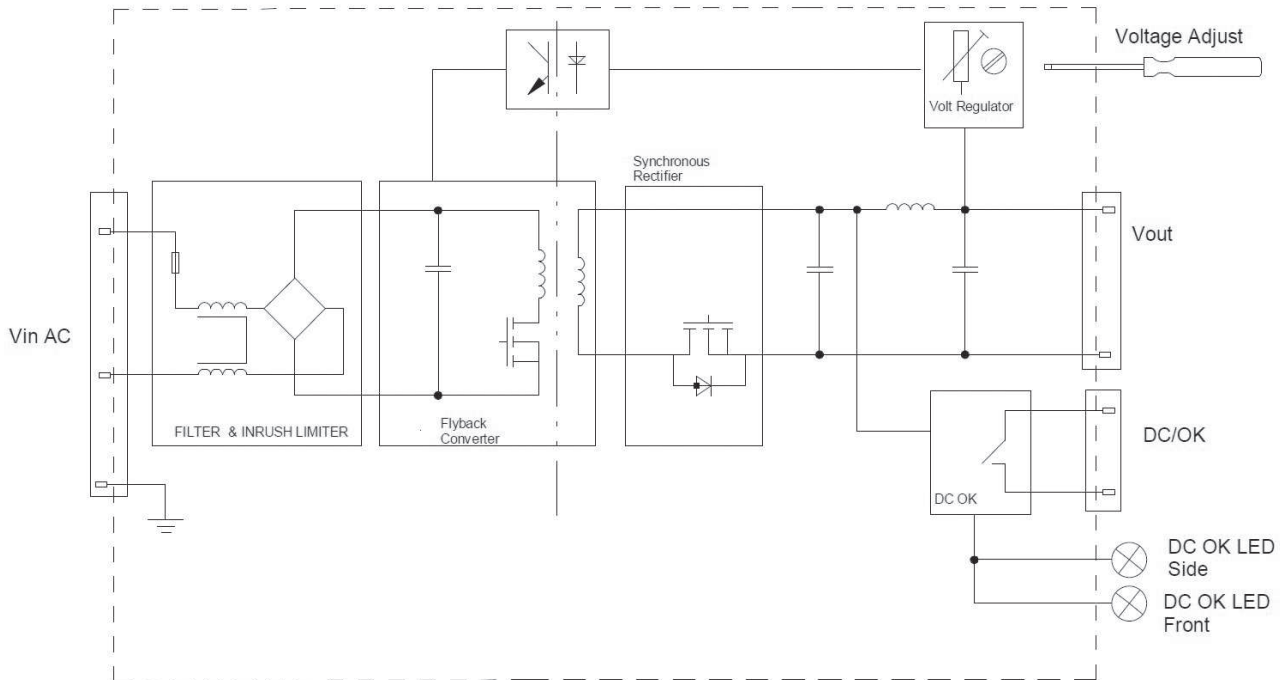 Voltage Adjust
Volt Regulator
Synchronous
Rectifier
Vout
Vin AC
FILTER & INRUSH LIMITER
Flyback
Converter
DC/OK
DC OK
DC OK LED
Side
DC OK LED
Front